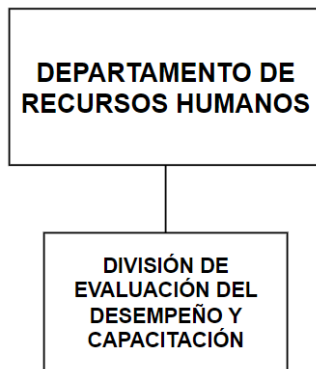 DEPARTAMENTO DE
RECURSOS HUMANOS
DIVISIÓN DE
EVALUACIÓN DEL
DESEMPEÑO Y
CAPACITACIÓN